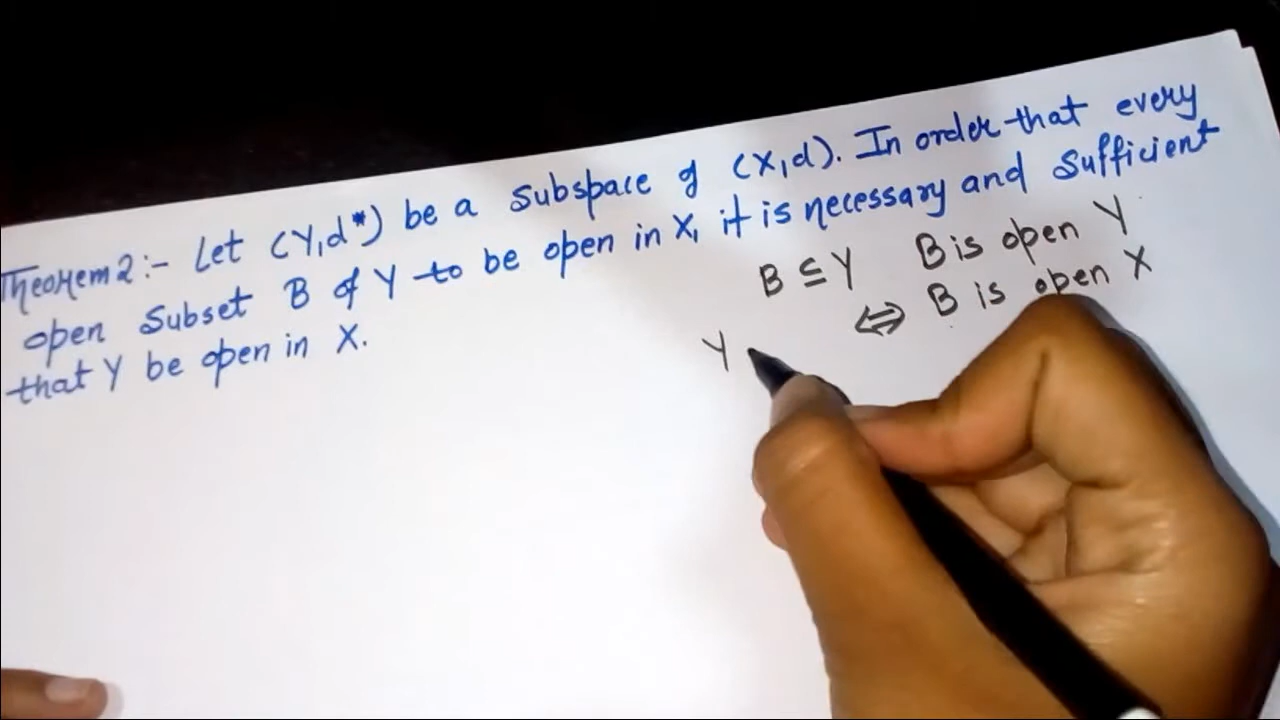 Theorem 2:- Let (Y,d*) be a subspace of (X,d). In order that every
open subset B of Y to be open in X, it is necessary and sufficient
that Y be open in X.
B ⊆ Y B is open Y
⇔ B is open X
Y